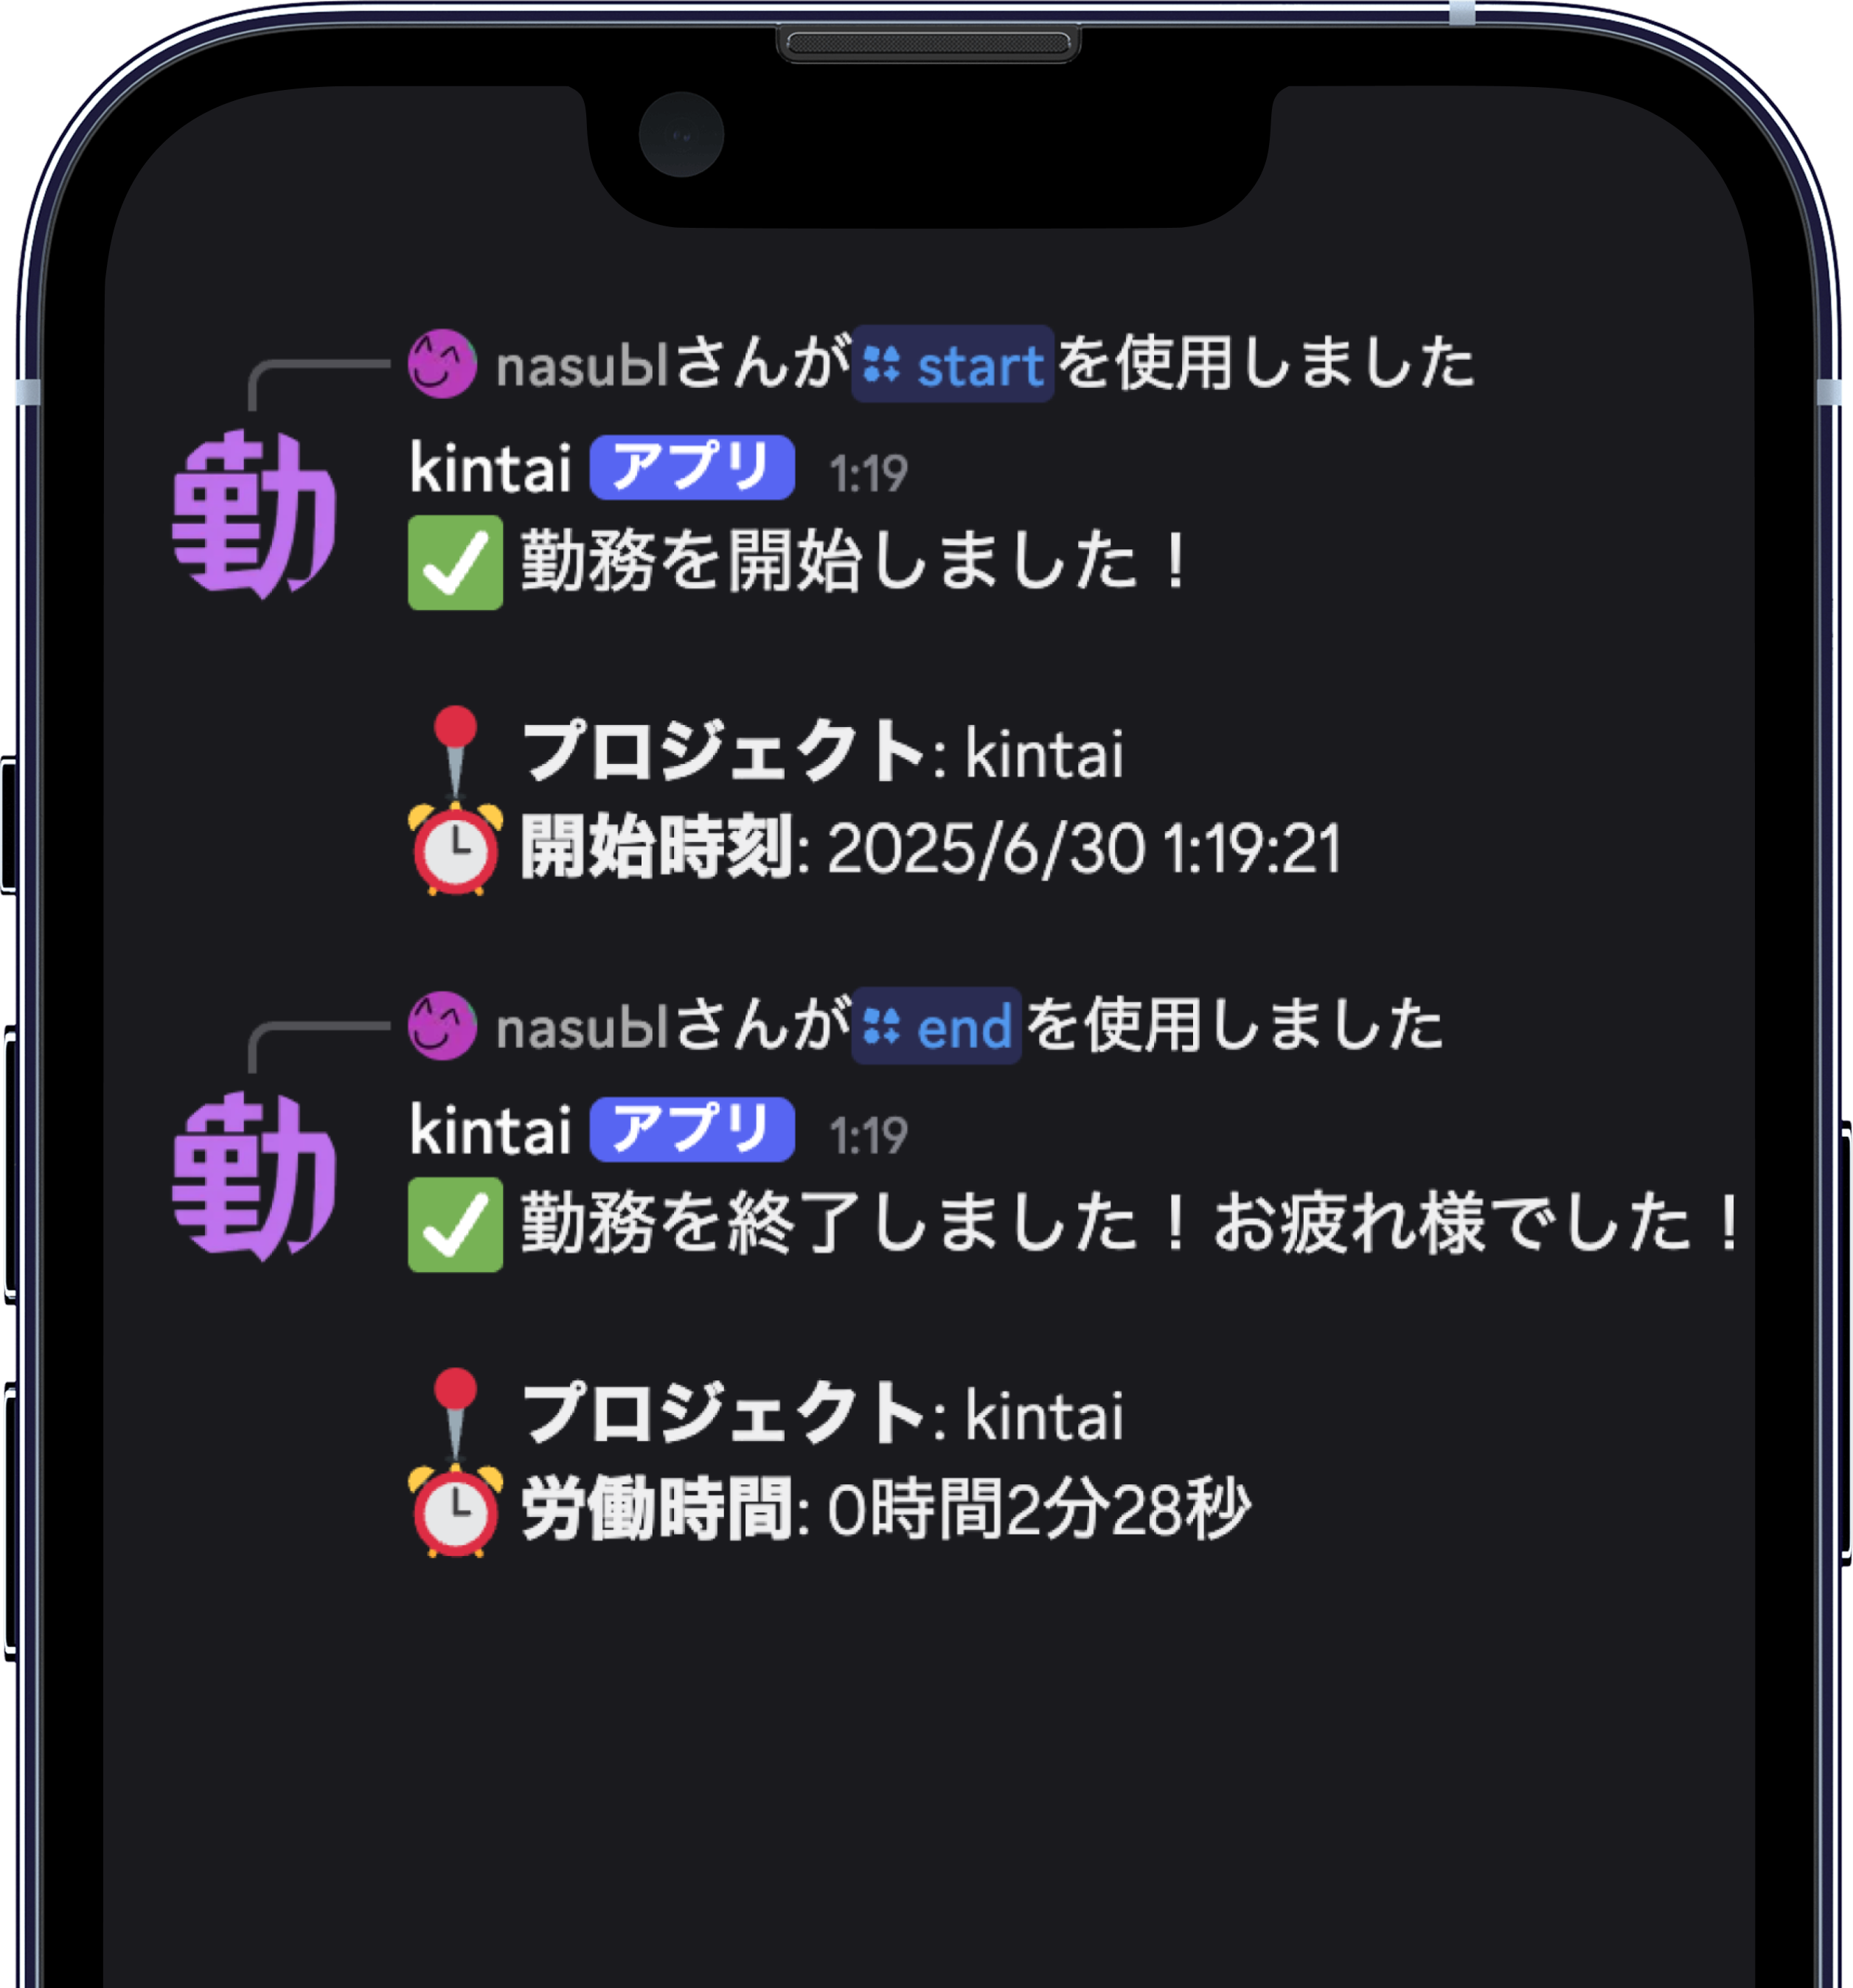 nasublさんが start を使用しました
勤
kintai アプリ 1:19
✅ 勤務を開始しました！
📍 プロジェクト: kintai
⏰ 開始時刻: 2025/6/30 1:19:21
nasublさんが end を使用しました
勤
kintai アプリ 1:19
✅ 勤務を終了しました！お疲れ様でした！
📍 プロジェクト: kintai
⏰ 労働時間: 0時間2分28秒